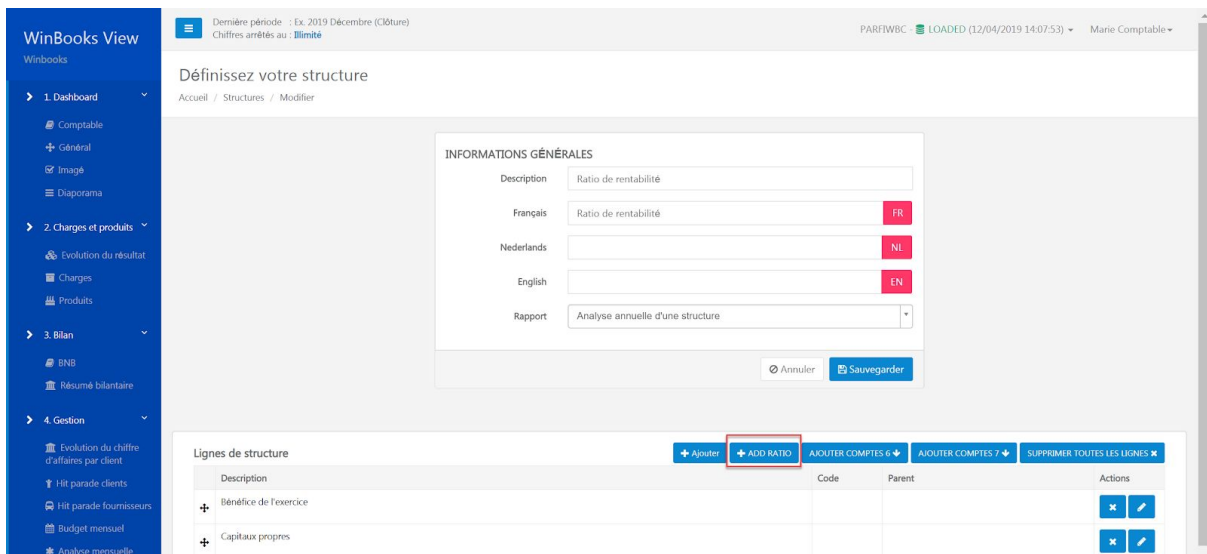 WinBooks View
Winbooks
1. Dashboard
Comptable
Général
Imagé
Diaporama
2. Charges et produits
Evolution du résultat
Charges
Produits
3. Bilan
BNB
Résumé bilantaire
4. Gestion
Evolution du chiffre
d'affaires par client
Hit parade clients
Hit parade fournisseurs
Budget mensuel
Analyse mensuelle
Dernière période : Ex. 2019 Décembre (Clôture)
Chiffres arrêtés au : Illimité
PARFIWBC - LOADED (12/04/2019 14:07:53) Marie Comptable
Définissez votre structure
Accueil / Structures / Modifier
INFORMATIONS GÉNÉRALES
Description Ratio de rentabilité
Français Ratio de rentabilité FR
Nederlands NL
English EN
Rapport Analyse annuelle d'une structure
Annuler Sauvegarder
Lignes de structure Ajouter ADD RATIO AJOUTER COMPTES 6 AJOUTER COMPTES 7 SUPPRIMER TOUTES LES LIGNES
Description Code Parent Actions
Bénéfice de l'exercice
Capitaux propres